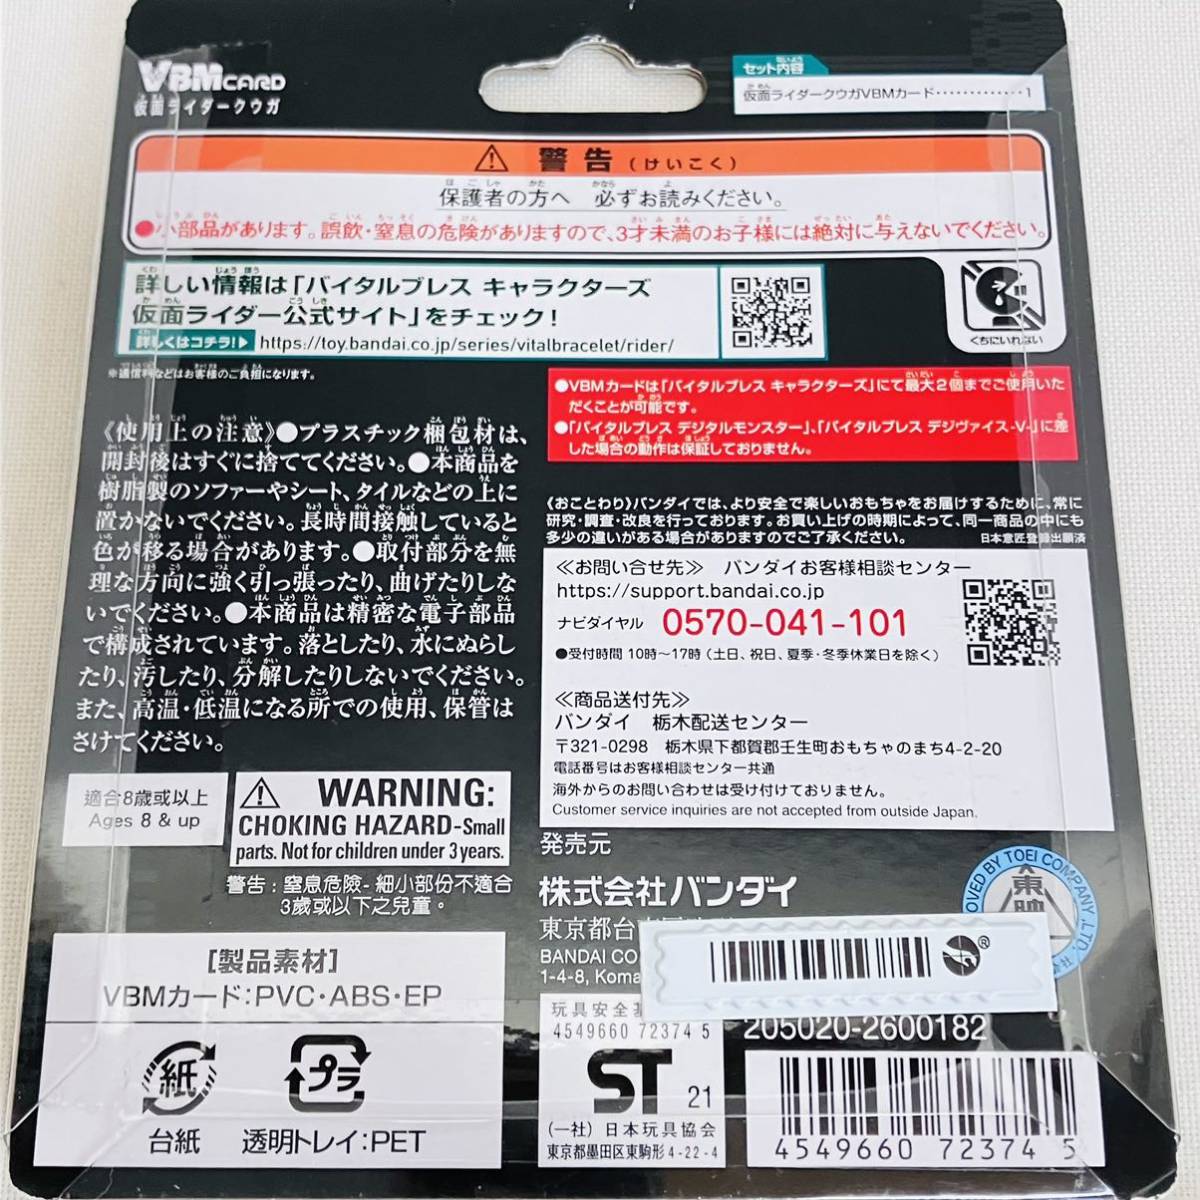 VBMCARD
仮面ライダークウガ
セット内容
仮面ライダークウガVBMカード・・・・・・・・・・・・・1
⚠ 警告（けいこく）
保護者の方へ 必ずお読みください。
●小部品があります。誤飲・窒息の危険がありますので、3才未満のお子様には絶対に与えないでください。
詳しい情報は「バイタルブレス キャラクターズ
仮面ライダー公式サイト」をチェック！
詳しくはコチラ!▶ https://toy.bandai.co.jp/series/vitalbracelet/rider/
※通信料などはお客様のご負担になります。
くちにいれない
●VBMカードは「バイタルブレス キャラクターズ」にて最大2個までご使用いた
だくことが可能です。
●「バイタルブレス デジタルモンスター」、「バイタルブレス デジヴァイス-V-」に差
した場合の動作は保証しておりません。
《使用上の注意》●プラスチック梱包材は、
開封後はすぐに捨ててください。●本商品を
樹脂製のソファーやシート、タイルなどの上に
置かないでください。長時間接触していると
色が移る場合があります。●取付部分を無
理な方向に強く引っ張ったり、曲げたりしな
いでください。●本商品は精密な電子部品
で構成されています。落としたり、水にぬらし
たり、汚したり、分解したりしないでください。
また、高温・低温になる所での使用、保管は
さけてください。
《おことわり》バンダイでは、より安全で楽しいおもちゃをお届けするために、常に
研究・調査・改良を行っております。お買い上げの時期によって、同一商品の中にも
多少の違いがある場合がありますのでご了承ください。 日本意匠登録出願済
≪お問い合せ先≫ バンダイお客様相談センター
https://support.bandai.co.jp
ナビダイヤル 0570-041-101
●受付時間 10時～17時（土日、祝日、夏季・冬季休業日を除く）
≪商品送付先≫
バンダイ 栃木配送センター
〒321-0298 栃木県下都賀郡壬生町おもちゃのまち4-2-20
電話番号はお客様相談センター共通
海外からのお問い合わせは受け付けておりません。
Customer service inquiries are not accepted from outside Japan.
適合8歲或以上
Ages 8 & up
⚠ WARNING:
CHOKING HAZARD-Small
parts. Not for children under 3 years.
警告：窒息危險－細小部份不適合
3歲或以下之兒童。
発売元
株式会社バンダイ
東京都台
BANDAI CO
1-4-8, Koma
OVED BY TOEI COMPANY, LTD.
東映
®
[製品素材]
VBMカード：PVC・ABS・EP
紙
プラ
台紙 透明トレイ：PET
玩具安全基
4549660 72374 5
ST 21
(一社) 日本玩具協会
東京都墨田区東駒形4-22-4
205020-2600182
4549660 72374 5